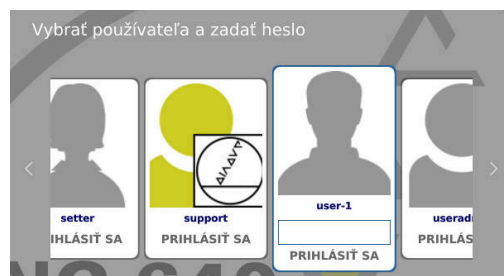 Vybrať používateľa a zadať heslo
setter
support
user-1
PRIHLÁSIŤ SA
PRIHLÁSIŤ SA